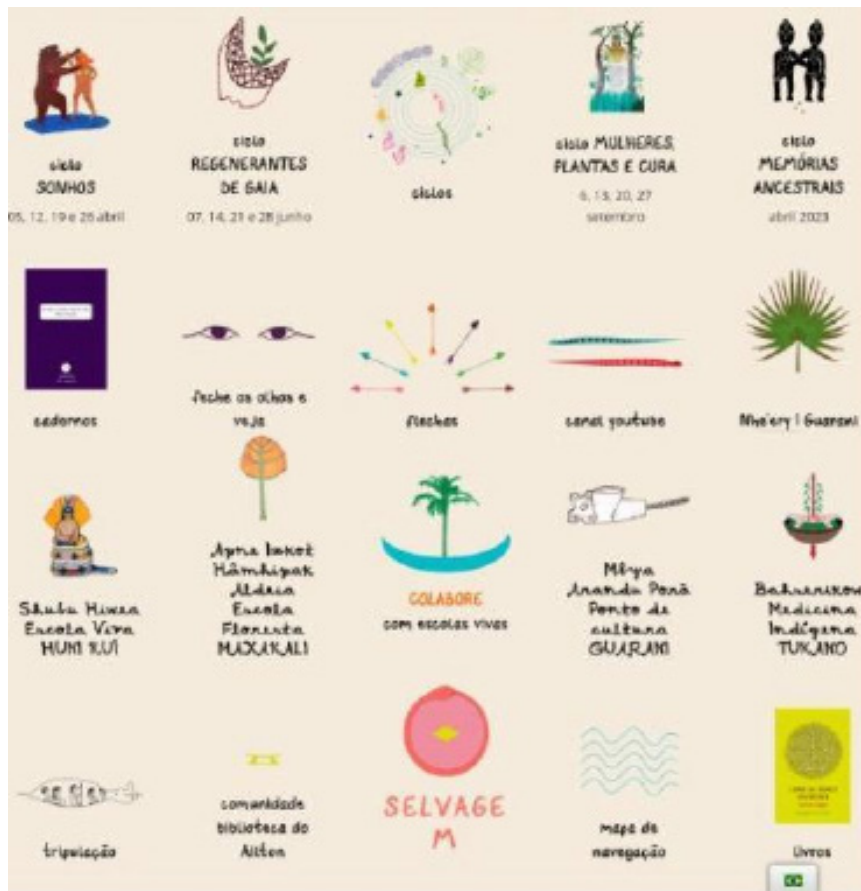 ciclo
SONHOS
05, 12, 19 e 26 abril
ciclo
REGENERANTES
DE GAIA
07, 14, 21 e 28 junho
ciclos
ciclo MULHERES,
PLANTAS E CURA
6, 13, 20, 27
setembro
ciclo
MEMÓRIAS
ANCESTRAIS
abril 2023
cadernos
feche os olhos e
veja
flechas
canal youtube
Nhe'ery | Guarani
Shubu Hiwea
Escola Viva
HUNI KUĨ
Apne
Hãmhipak
Aldeia
Escola
Floresta
MAXAKALI
COLABORE
com escolas vivas
Mbya
Arandu Porã
Ponto de
cultura
GUARANI
Bahserikow
Medicina
Indígena
TUKANO
tripulação
comunidade
biblioteca do
Ailton
SELVAGE
M
mapa de
navegação
livros